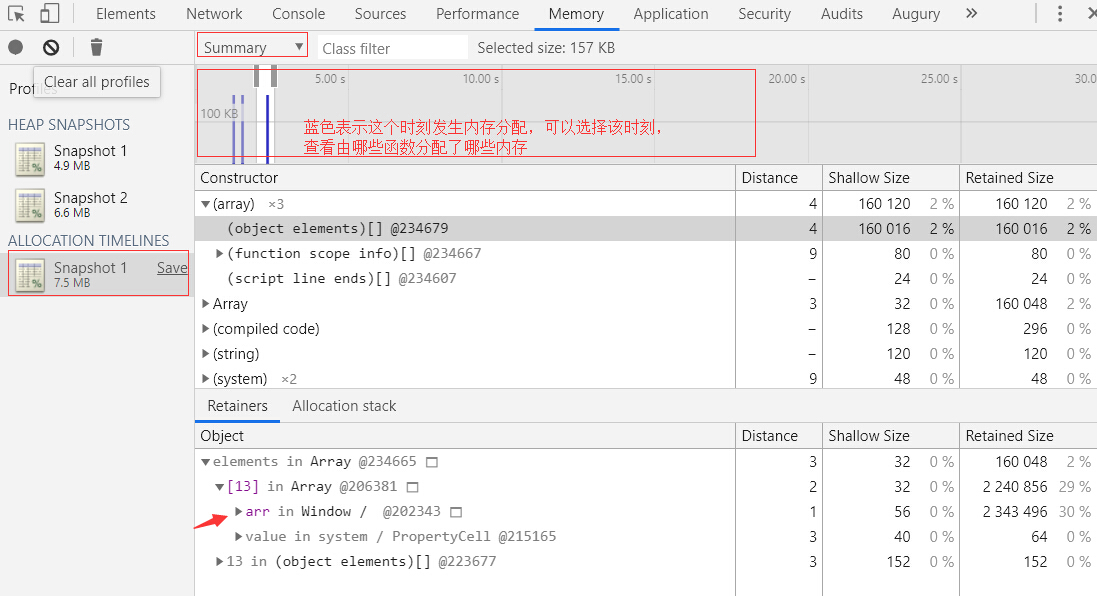 Elements Network Console Sources Performance Memory Application Security Audits Augury »
Summary ▼ Class filter Selected size: 157 KB
Clear all profiles
5.00 s 10.00 s 15.00 s 20.00 s 25.00 s 30.0
100 KB
蓝色表示这个时刻发生内存分配，可以选择该时刻，
查看由哪些函数分配了哪些内存
HEAP SNAPSHOTS
Snapshot 1
4.9 MB
Snapshot 2
6.6 MB
ALLOCATION TIMELINES
Snapshot 1 Save
7.5 MB
Constructor Distance Shallow Size Retained Size
(array) ×3 4 160 120 2 % 160 120 2 %
(object elements)[] @234679 4 160 016 2 % 160 016 2 %
(function scope info)[] @234667 9 80 0 % 80 0 %
(script line ends)[] @234607 – 24 0 % 24 0 %
Array 3 32 0 % 160 048 2 %
(compiled code) – 128 0 % 296 0 %
(string) – 120 0 % 120 0 %
(system) ×2 9 48 0 % 48 0 %
Retainers Allocation stack
Object Distance Shallow Size Retained Size
elements in Array @234665 3 32 0 % 160 048 2 %
[13] in Array @206381 2 32 0 % 2 240 856 29 %
arr in Window / @202343 1 56 0 % 2 343 496 30 %
value in system / PropertyCell @215165 3 40 0 % 64 0 %
13 in (object elements)[] @223677 3 152 0 % 152 0 %